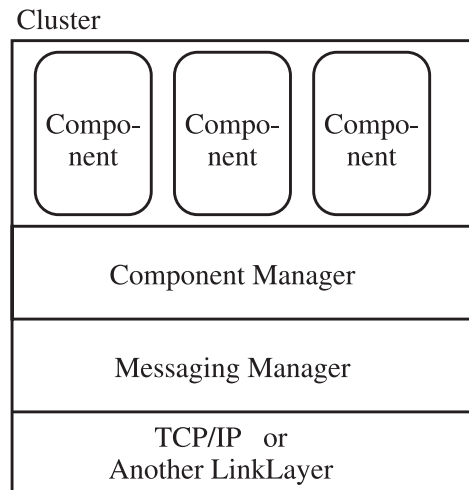 Cluster
Compo-
nent
Compo-
nent
Compo-
nent
Component Manager
Messaging Manager
TCP/IP or
Another LinkLayer